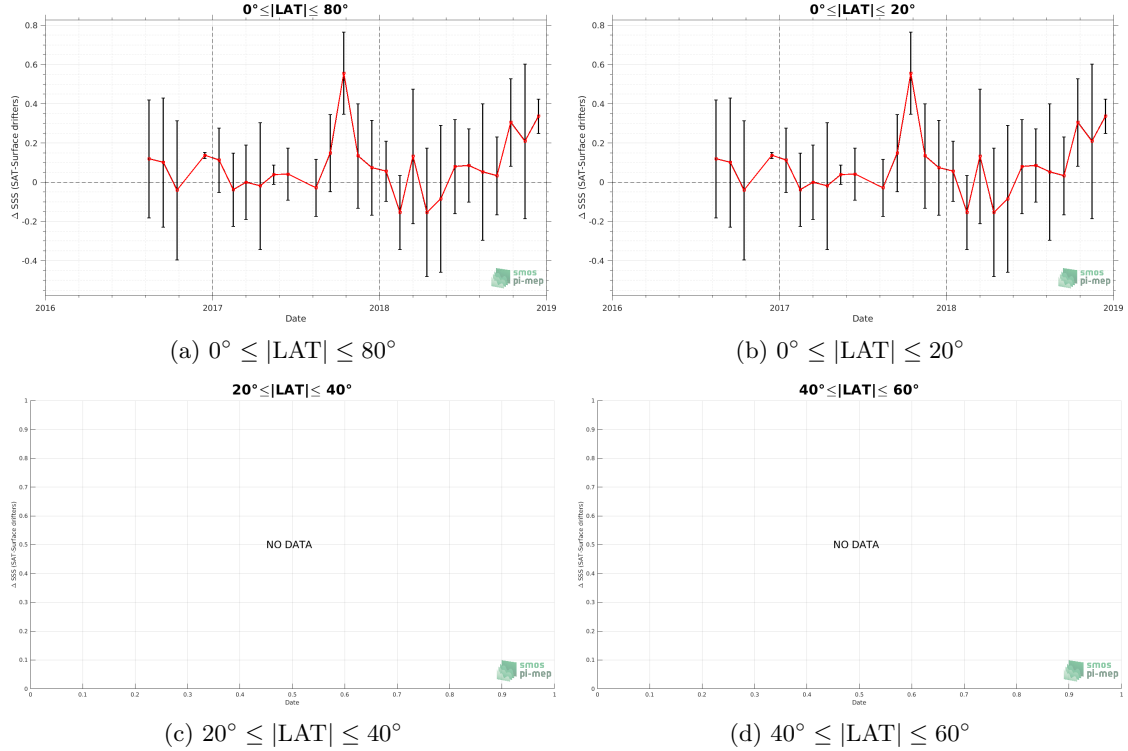 0°≤|LAT|≤ 80°
0.8
0.6
0.4
0.2
0
-0.2
-0.4
Δ SSS (SAT-Surface drifters)
2016
2017
2018
2019
Date
smos
pi-mep
(a) 0° ≤ |LAT| ≤ 80°
0°≤|LAT|≤ 20°
0.8
0.6
0.4
0.2
0
-0.2
-0.4
Δ SSS (SAT-Surface drifters)
2016
2017
2018
2019
Date
smos
pi-mep
(b) 0° ≤ |LAT| ≤ 20°
20°≤|LAT|≤ 40°
1
0.9
0.8
0.7
0.6
0.5
0.4
0.3
0.2
0.1
0
Δ SSS (SAT-Surface drifters)
NO DATA
0
0.1
0.2
0.3
0.4
0.5
0.6
0.7
0.8
0.9
1
Date
smos
pi-mep
(c) 20° ≤ |LAT| ≤ 40°
40°≤|LAT|≤ 60°
1
0.9
0.8
0.7
0.6
0.5
0.4
0.3
0.2
0.1
0
Δ SSS (SAT-Surface drifters)
NO DATA
0
0.1
0.2
0.3
0.4
0.5
0.6
0.7
0.8
0.9
1
Date
smos
pi-mep
(d) 40° ≤ |LAT| ≤ 60°